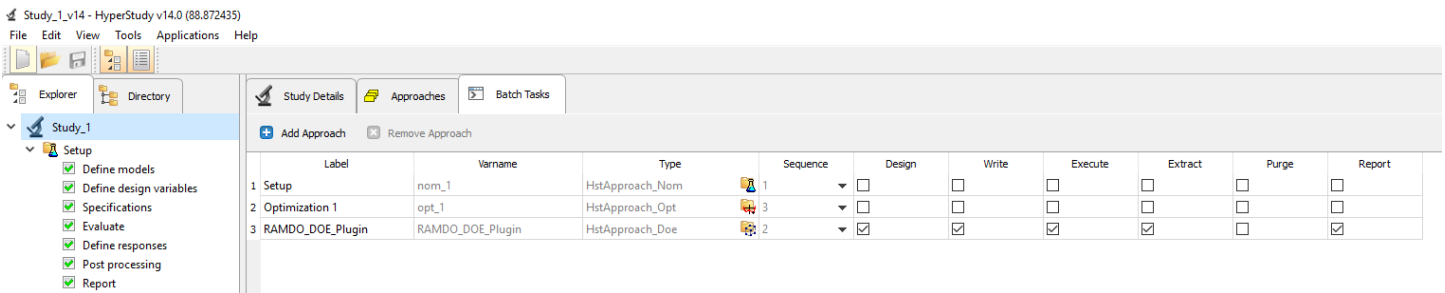 Study_1_v14 - HyperStudy v14.0 (88.872435)
File Edit View Tools Applications Help
Explorer Directory
Study_1
Setup
Define models
Define design variables
Specifications
Evaluate
Define responses
Post processing
Report
Study Details Approaches Batch Tasks
Add Approach Remove Approach
Label Varname Type Sequence Design Write Execute Extract Purge Report
1 Setup nom_1 HstApproach_Nom 1
2 Optimization 1 opt_1 HstApproach_Opt 3
3 RAMDO_DOE_Plugin RAMDO_DOE_Plugin HstApproach_Doe 2